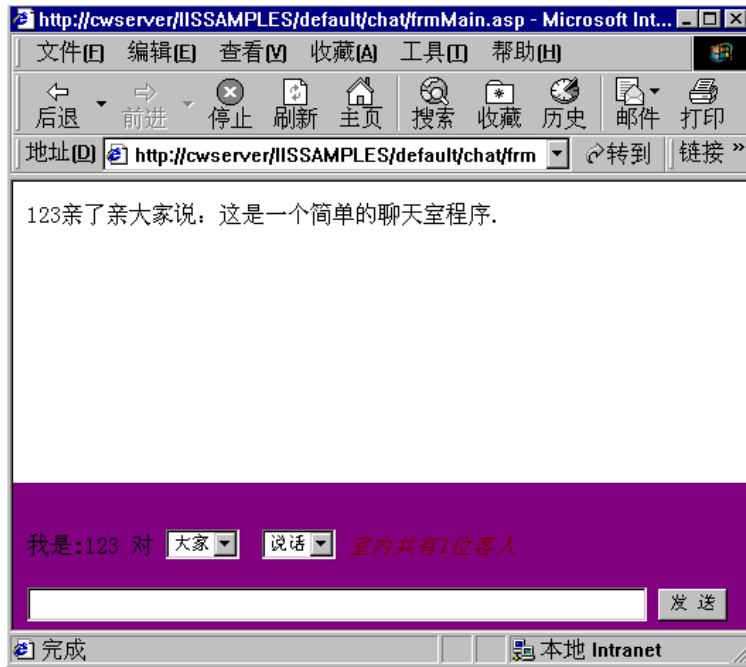 http://cwserver/IISSAMPLES/default/chat/frmMain.asp - Microsoft Int...
文件(F) 编辑(E) 查看(V) 收藏(A) 工具(T) 帮助(H)
后退 前进 停止 刷新 主页 搜索 收藏 历史 邮件 打印
地址(D) http://cwserver/IISSAMPLES/default/chat/frm 转到 链接 »
123亲了亲大家说：这是一个简单的聊天室程序.
我是:123 对 大家 说话 室内共有1位客人
发 送
完成 本地 Intranet